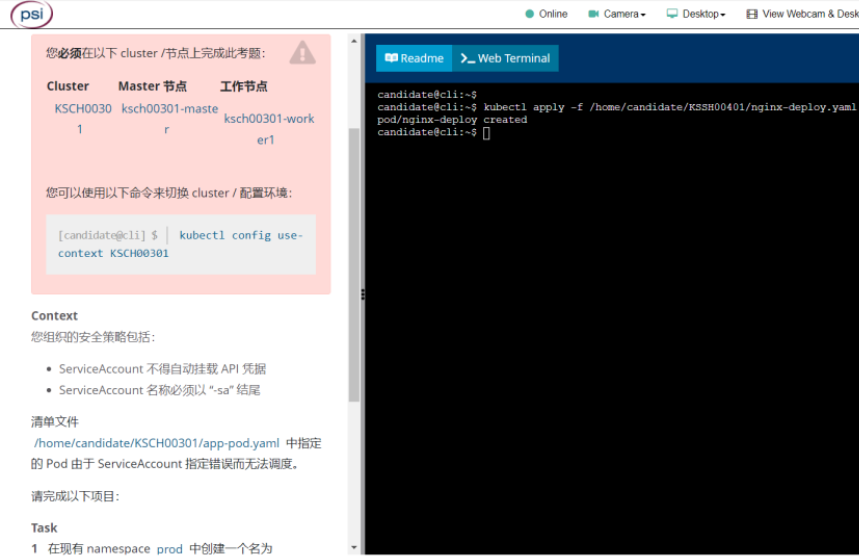 psi
Online Camera Desktop View Webcam & Desk
您必须在以下 cluster /节点上完成此考题:
Cluster Master 节点 工作节点
KSCH0030
1
ksch00301-maste
r
ksch00301-work
er1
您可以使用以下命令来切换 cluster / 配置环境:
[candidate@cli] $ kubectl config use-
context KSCH00301
Context
您组织的安全策略包括:
ServiceAccount 不得自动挂载 API 凭据
ServiceAccount 名称必须以 “-sa” 结尾
清单文件
/home/candidate/KSCH00301/app-pod.yaml 中指定
的 Pod 由于 ServiceAccount 指定错误而无法调度。
请完成以下项目:
Task
1 在现有 namespace prod 中创建一个名为
Readme >_ Web Terminal
candidate@cli:~$
candidate@cli:~$ kubectl apply -f /home/candidate/KSSH00401/nginx-deploy.yaml
pod/nginx-deploy created
candidate@cli:~$